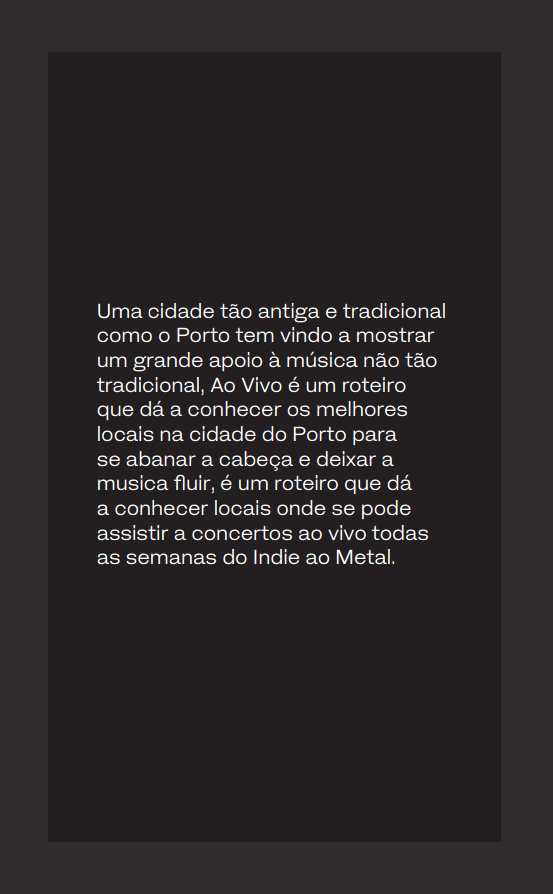 Uma cidade tão antiga e tradicional
como o Porto tem vindo a mostrar
um grande apoio à música não tão
tradicional, Ao Vivo é um roteiro
que dá a conhecer os melhores
locais na cidade do Porto para
se abanar a cabeça e deixar a
musica fluir, é um roteiro que dá
a conhecer locais onde se pode
assistir a concertos ao vivo todas
as semanas do Indie ao Metal.